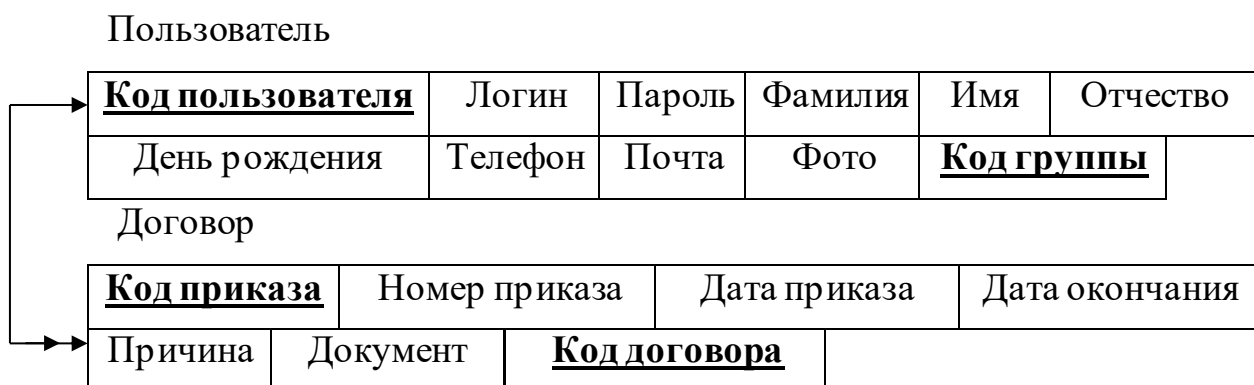 Пользователь
Код пользователя Логин Пароль Фамилия Имя Отчество
День рождения Телефон Почта Фото Код группы
Договор
Код приказа Номер приказа Дата приказа Дата окончания
Причина Документ Код договора